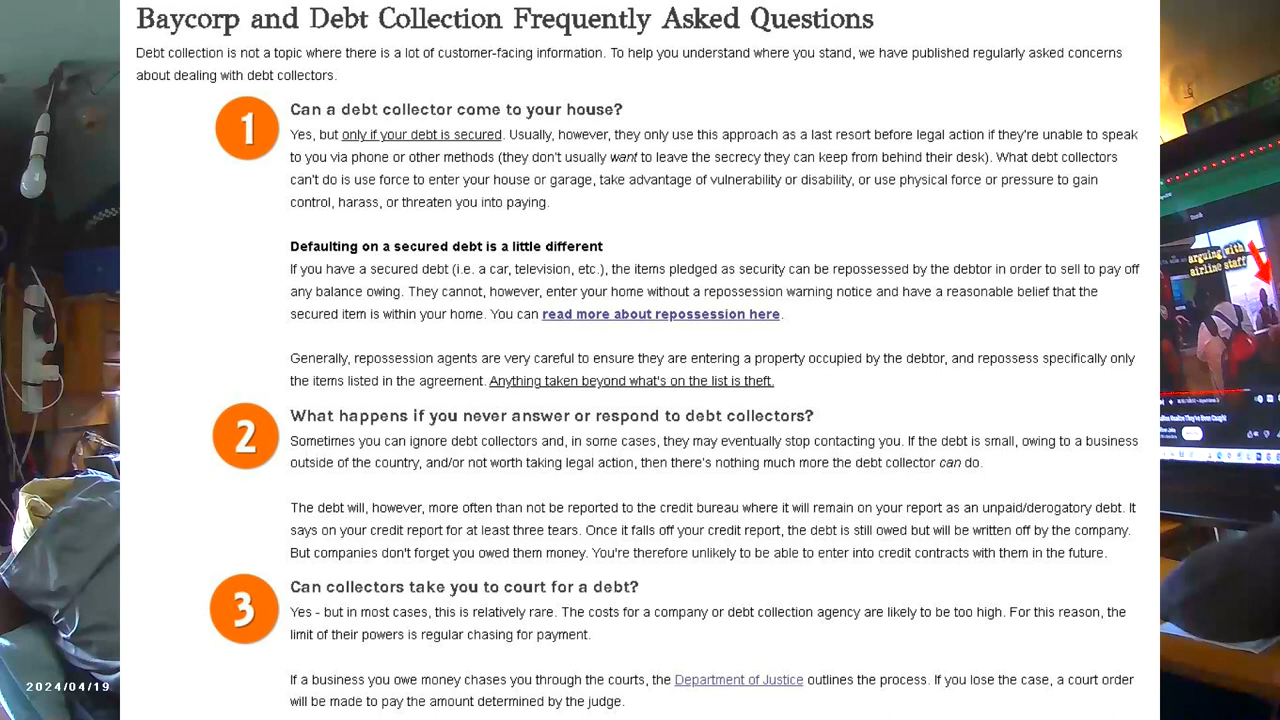 Baycorp and Debt Collection Frequently Asked Questions
Debt collection is not a topic where there is a lot of customer-facing information. To help you understand where you stand, we have published regularly asked concerns
about dealing with debt collectors.
1
Can a debt collector come to your house?
Yes, but only if your debt is secured. Usually, however, they only use this approach as a last resort before legal action if they're unable to speak
to you via phone or other methods (they don't usually want to leave the secrecy they can keep from behind their desk). What debt collectors
can't do is use force to enter your house or garage, take advantage of vulnerability or disability, or use physical force or pressure to gain
control, harass, or threaten you into paying.
Defaulting on a secured debt is a little different
If you have a secured debt (i.e. a car, television, etc.), the items pledged as security can be repossessed by the debtor in order to sell to pay off
any balance owing. They cannot, however, enter your home without a repossession warning notice and have a reasonable belief that the
secured item is within your home. You can read more about repossession here.
Generally, repossession agents are very careful to ensure they are entering a property occupied by the debtor, and repossess specifically only
the items listed in the agreement. Anything taken beyond what's on the list is theft.
2
What happens if you never answer or respond to debt collectors?
Sometimes you can ignore debt collectors and, in some cases, they may eventually stop contacting you. If the debt is small, owing to a business
outside of the country, and/or not worth taking legal action, then there's nothing much more the debt collector can do.
The debt will, however, more often than not be reported to the credit bureau where it will remain on your report as an unpaid/derogatory debt. It
says on your credit report for at least three tears. Once it falls off your credit report, the debt is still owed but will be written off by the company.
But companies don't forget you owed them money. You're therefore unlikely to be able to enter into credit contracts with them in the future.
3
Can collectors take you to court for a debt?
Yes - but in most cases, this is relatively rare. The costs for a company or debt collection agency are likely to be too high. For this reason, the
limit of their powers is regular chasing for payment.
If a business you owe money chases you through the courts, the Department of Justice outlines the process. If you lose the case, a court order
will be made to pay the amount determined by the judge.
2024/04/19
arguing with
airline staff